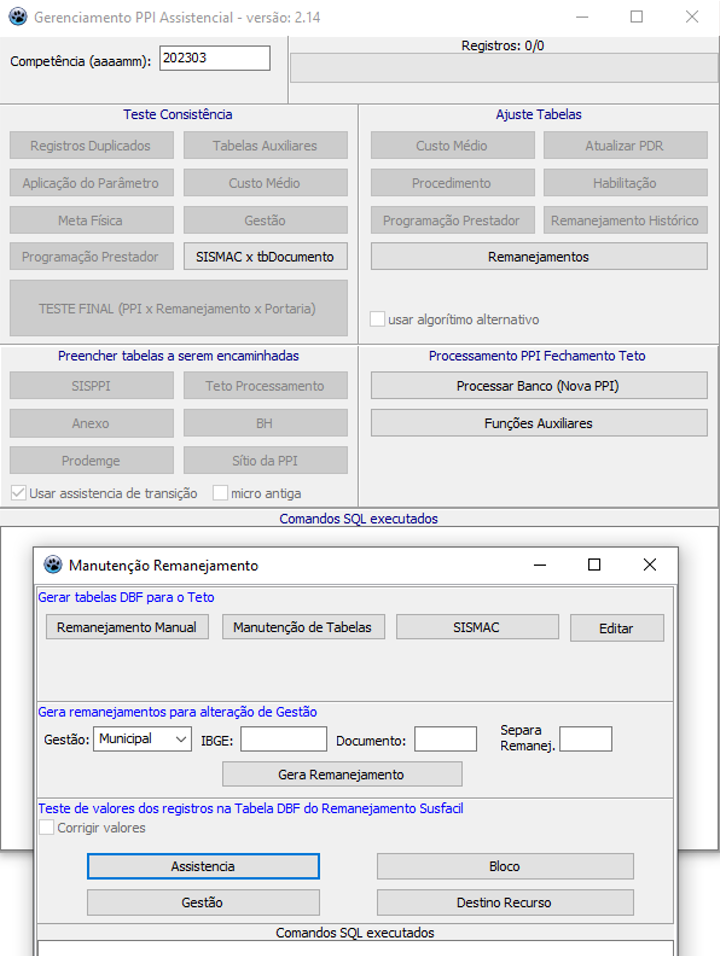 Gerenciamento PPI Assistencial - versão: 2.14
Competência (aaaamm): 202303
Registros: 0/0
Teste Consistência
Registros Duplicados Tabelas Auxiliares
Aplicação do Parâmetro Custo Médio
Meta Física Gestão
Programação Prestador SISMAC x tbDocumento
TESTE FINAL (PPI x Remanejamento x Portaria)
Ajuste Tabelas
Custo Médio Atualizar PDR
Procedimento Habilitação
Programação Prestador Remanejamento Histórico
Remanejamentos
usar algorítimo alternativo
Preencher tabelas a serem encaminhadas
SISPPI Teto Processamento
Anexo BH
Prodemge Sítio da PPI
Usar assistencia de transição micro antiga
Processamento PPI Fechamento Teto
Processar Banco (Nova PPI)
Funções Auxiliares
Comandos SQL executados
Manutenção Remanejamento
Gerar tabelas DBF para o Teto
Remanejamento Manual Manutenção de Tabelas SISMAC Editar
Gera remanejamentos para alteração de Gestão
Gestão: Municipal IBGE: Documento: Separa
Remanej.
Gera Remanejamento
Teste de valores dos registros na Tabela DBF do Remanejamento Susfacil
Corrigir valores
Assistencia Bloco
Gestão Destino Recurso
Comandos SQL executados